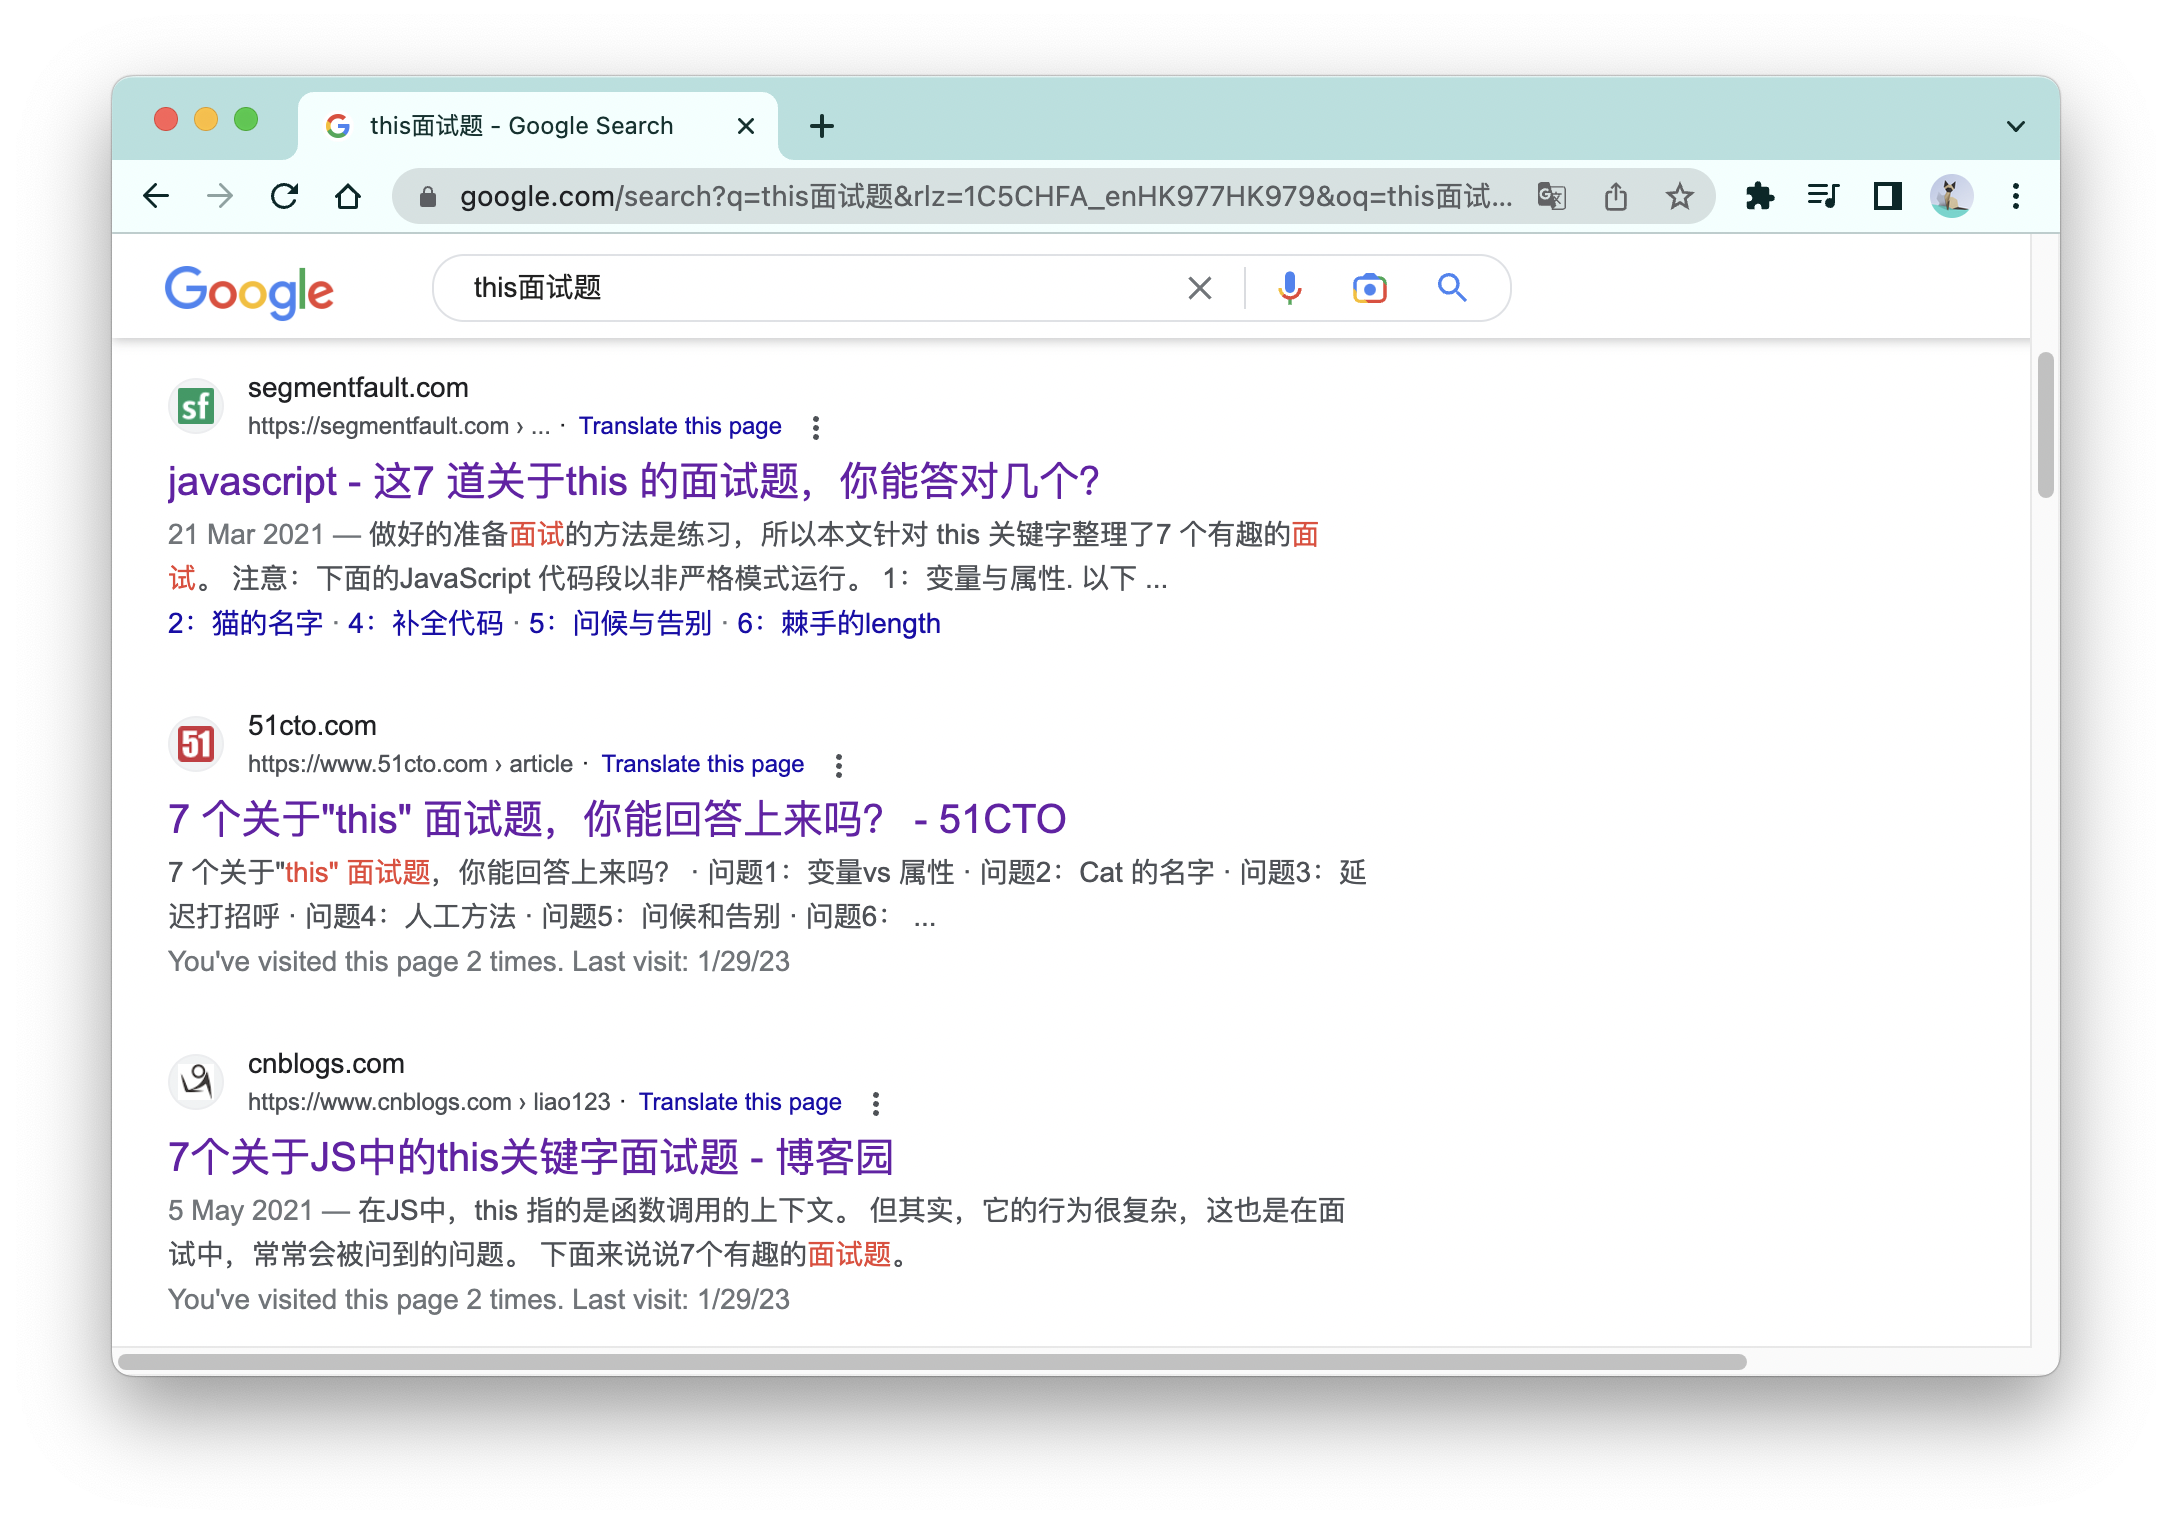 this面试题 - Google Search
google.com/search?q=this面试题&rlz=1C5CHFA_enHK977HK979&oq=this面试...
Google
this面试题
sf
segmentfault.com
https://segmentfault.com › ... · Translate this page
javascript - 这7 道关于this 的面试题，你能答对几个?
21 Mar 2021 — 做好的准备面试的方法是练习，所以本文针对 this 关键字整理了7 个有趣的面
试。 注意：下面的JavaScript 代码段以非严格模式运行。 1：变量与属性. 以下 ...
2：猫的名字 · 4：补全代码 · 5：问候与告别 · 6：棘手的length
51
51cto.com
https://www.51cto.com › article · Translate this page
7 个关于"this" 面试题，你能回答上来吗？ - 51CTO
7 个关于"this" 面试题，你能回答上来吗？ · 问题1：变量vs 属性 · 问题2：Cat 的名字 · 问题3：延
迟打招呼 · 问题4：人工方法 · 问题5：问候和告别 · 问题6： ...
You've visited this page 2 times. Last visit: 1/29/23
cnblogs.com
https://www.cnblogs.com › liao123 · Translate this page
7个关于JS中的this关键字面试题 - 博客园
5 May 2021 — 在JS中，this 指的是函数调用的上下文。 但其实，它的行为很复杂，这也是在面
试中，常常会被问到的问题。 下面来说说7个有趣的面试题。
You've visited this page 2 times. Last visit: 1/29/23